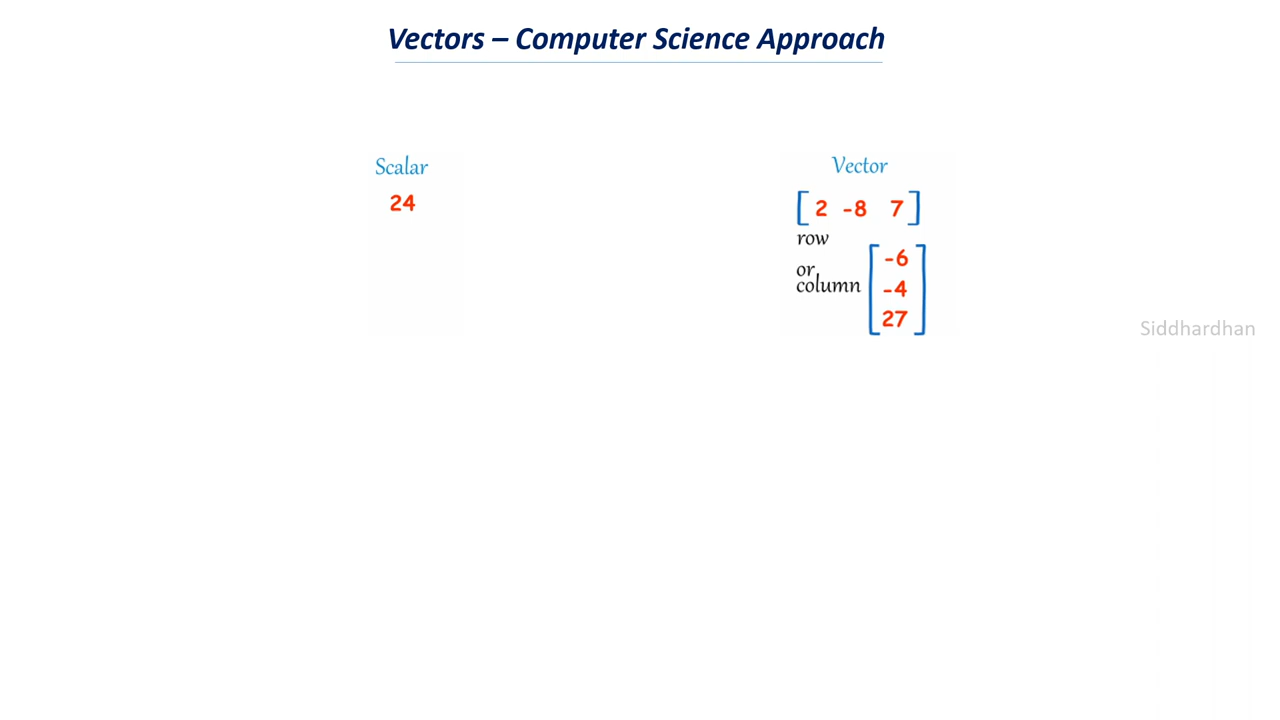 Vectors – Computer Science Approach
Scalar
24
Vector
[ 2 -8 7 ]
row
or
column
-6
-4
27
Siddhardhan